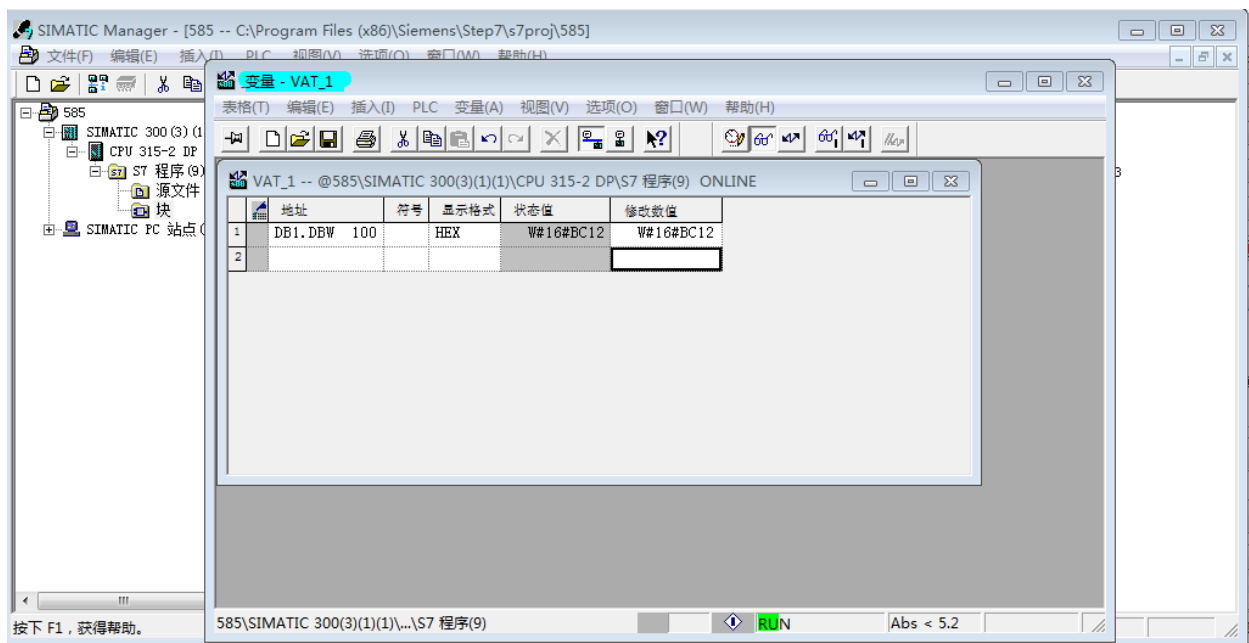 SIMATIC Manager - [585 -- C:\Program Files (x86)\Siemens\Step7\s7proj\585]
文件(F) 编辑(E) 插入(I) PLC 视图(V) 选项(O) 窗口(W) 帮助(H)
变量 - VAT_1
表格(T) 编辑(E) 插入(I) PLC 变量(A) 视图(V) 选项(O) 窗口(W) 帮助(H)
585
SIMATIC 300(3)(1
CPU 315-2 DP
S7 程序(9)
源文件
块
SIMATIC PC 站点(
3
VAT_1 -- @585\SIMATIC 300(3)(1)(1)\CPU 315-2 DP\S7 程序(9) ONLINE
地址 符号 显示格式 状态值 修改数值
1 DB1.DBW 100 HEX W#16#BC12 W#16#BC12
2
585\SIMATIC 300(3)(1)(1)\...\S7 程序(9) RUN Abs < 5.2
按下 F1，获得帮助。